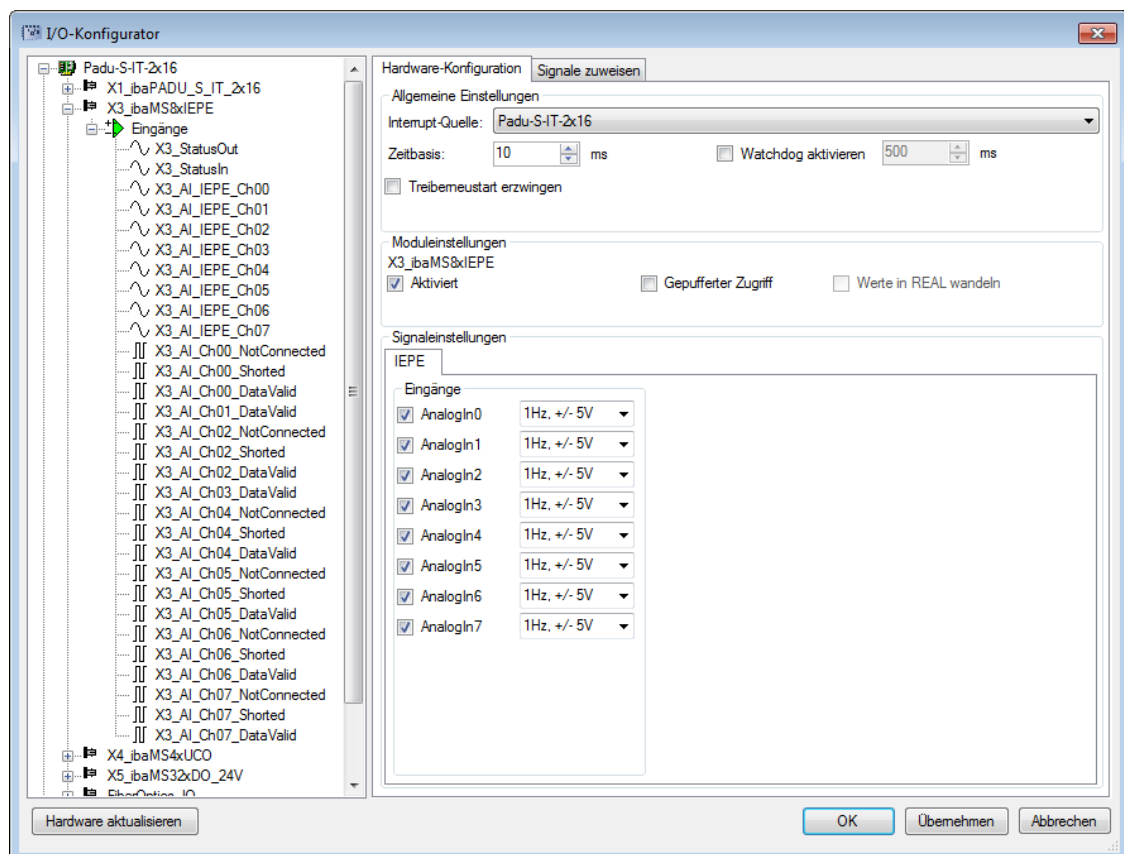 I/O-Konfigurator
Padu-S-IT-2x16
X1_ibaPADU_S_IT_2x16
X3_ibaMS8xIEPE
Eingänge
X3_StatusOut
X3_StatusIn
X3_AI_IEPE_Ch00
X3_AI_IEPE_Ch01
X3_AI_IEPE_Ch02
X3_AI_IEPE_Ch03
X3_AI_IEPE_Ch04
X3_AI_IEPE_Ch05
X3_AI_IEPE_Ch06
X3_AI_IEPE_Ch07
X3_AI_Ch00_NotConnected
X3_AI_Ch00_Shorted
X3_AI_Ch00_DataValid
X3_AI_Ch01_DataValid
X3_AI_Ch02_NotConnected
X3_AI_Ch02_Shorted
X3_AI_Ch02_DataValid
X3_AI_Ch03_DataValid
X3_AI_Ch04_NotConnected
X3_AI_Ch04_Shorted
X3_AI_Ch04_DataValid
X3_AI_Ch05_NotConnected
X3_AI_Ch05_Shorted
X3_AI_Ch05_DataValid
X3_AI_Ch06_NotConnected
X3_AI_Ch06_Shorted
X3_AI_Ch06_DataValid
X3_AI_Ch07_NotConnected
X3_AI_Ch07_Shorted
X3_AI_Ch07_DataValid
X4_ibaMS4xUCO
X5_ibaMS32xDO_24V
FiberOptics_IO
Hardware-Konfiguration Signale zuweisen
Allgemeine Einstellungen
Interrupt-Quelle: Padu-S-IT-2x16
Zeitbasis: 10 ms Watchdog aktivieren 500 ms
Treiberneustart erzwingen
Moduleinstellungen
X3_ibaMS8xIEPE
Aktiviert Gepufferter Zugriff Werte in REAL wandeln
Signaleinstellungen
IEPE
Eingänge
AnalogIn0 1Hz, +/- 5V
AnalogIn1 1Hz, +/- 5V
AnalogIn2 1Hz, +/- 5V
AnalogIn3 1Hz, +/- 5V
AnalogIn4 1Hz, +/- 5V
AnalogIn5 1Hz, +/- 5V
AnalogIn6 1Hz, +/- 5V
AnalogIn7 1Hz, +/- 5V
Hardware aktualisieren OK Übernehmen Abbrechen